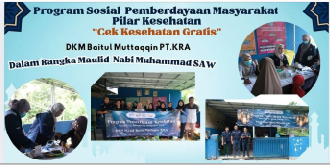 Program Sosial Pemberdayaan Masyarakat
Pilar Kesehatan
"Cek Kesehatan Gratis"
DKM Baitul Muttaqqin PT.KRA
Dalam Rangka Maulid Nabi Muhammad SAW